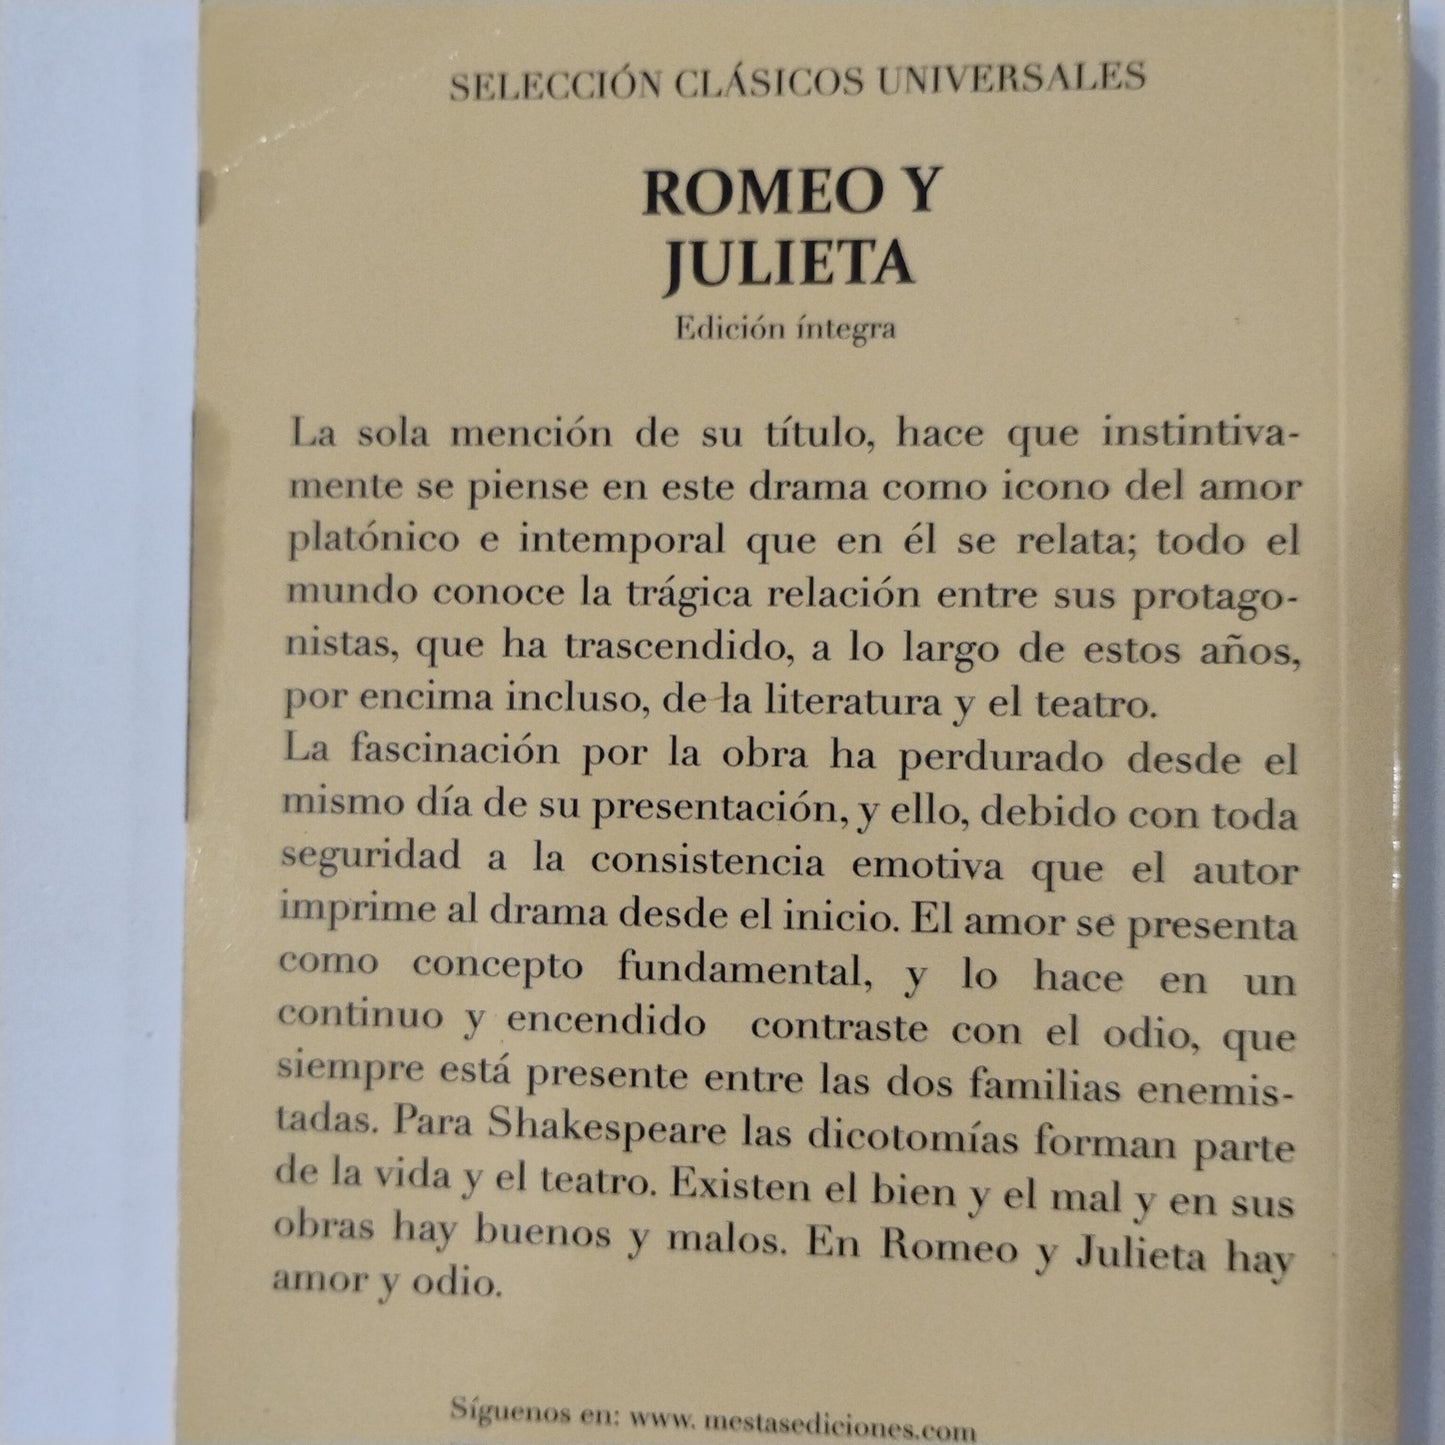 SELECCIÓN CLÁSICOS UNIVERSALES
ROMEO Y
JULIETA
Edición íntegra
La sola mención de su título, hace que instintiva-
mente se piense en este drama como icono del amor
platónico e intemporal que en él se relata; todo el
mundo conoce la trágica relación entre sus protago-
nistas, que ha trascendido, a lo largo de estos años,
por encima incluso, de la literatura y el teatro.
La fascinación por la obra ha perdurado desde el
mismo día de su presentación, y ello, debido con toda
seguridad a la consistencia emotiva que el autor
imprime al drama desde el inicio. El amor se presenta
como concepto fundamental, y lo hace en un
continuo y encendido contraste con el odio, que
siempre está presente entre las dos familias enemis-
tadas. Para Shakespeare las dicotomías forman parte
de la vida y el teatro. Existen el bien y el mal y en sus
obras hay buenos y malos. En Romeo y Julieta hay
amor y odio.
Síguenos en: www. mestasediciones.com